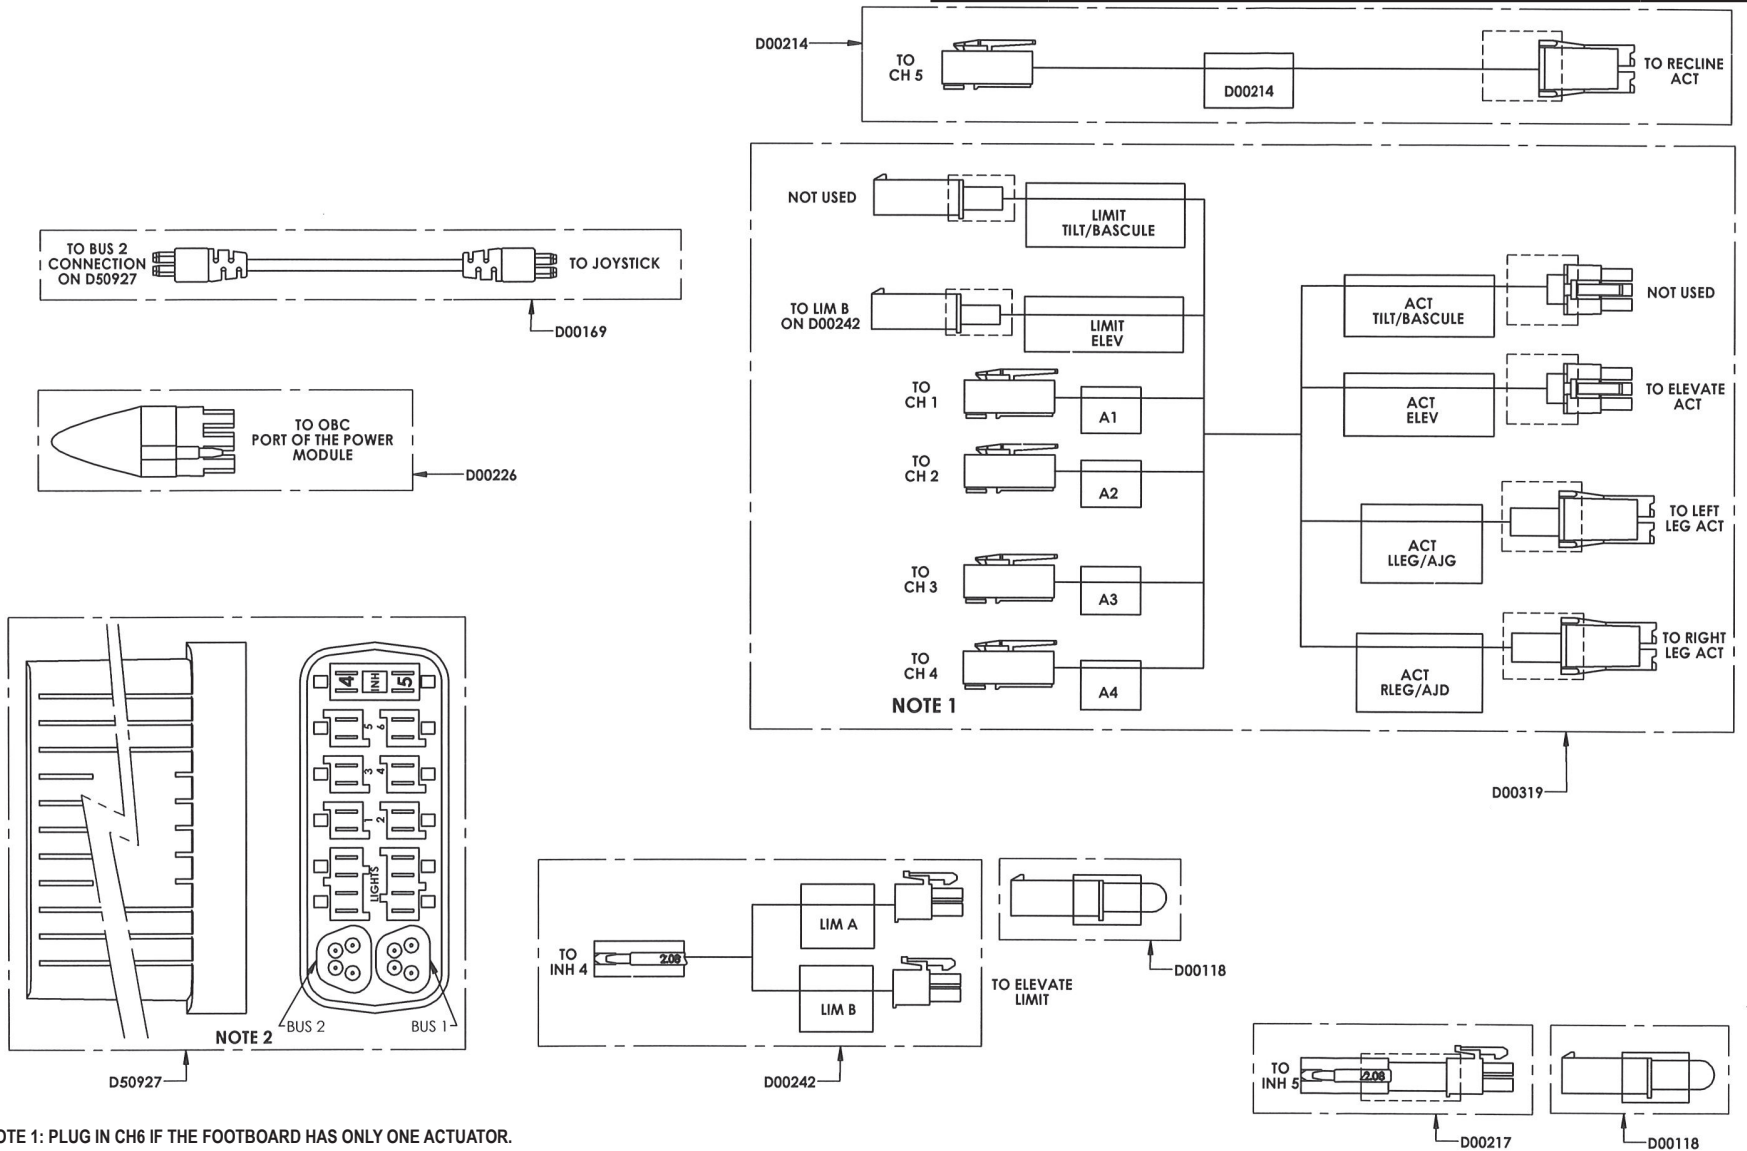 D00214
TO
CH 5
D00214
TO RECLINE
ACT
NOT USED
LIMIT
TILT/BASCULE
TO LIM B
ON D00242
LIMIT
ELEV
TO
CH 1
A1
TO
CH 2
A2
TO
CH 3
A3
TO
CH 4
A4
NOTE 1
ACT
TILT/BASCULE
NOT USED
ACT
ELEV
TO ELEVATE
ACT
ACT
LLEG/AJG
TO LEFT
LEG ACT
ACT
RLEG/AJD
TO RIGHT
LEG ACT
D00319
TO BUS 2
CONNECTION
ON D50927
TO JOYSTICK
D00169
TO OBC
PORT OF THE POWER
MODULE
D00226
4 INH 5
5 6
3 4
1 2
LIGHTS
BUS 2
BUS 1
NOTE 2
D50927
TO
INH 4
2.08
LIM A
LIM B
TO ELEVATE
LIMIT
D00242
D00118
TO
INH 5
2.08
D00217
D00118
OTE 1: PLUG IN CH6 IF THE FOOTBOARD HAS ONLY ONE ACTUATOR.